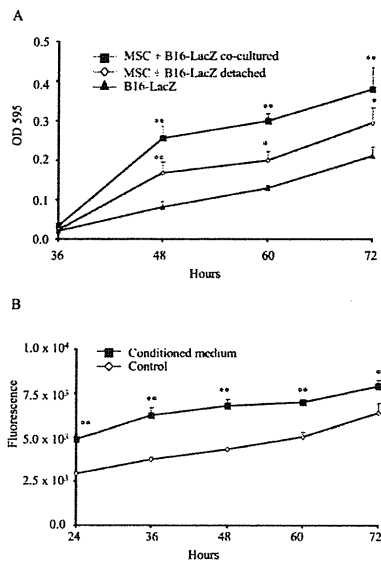 A
0.5
0.4
0.3
0.2
0.1
0.0
OD 595
MSC + B16-LacZ co-cultured
MSC + B16-LacZ detached
B16-LacZ
**
**
**
**
*
*
36
48
60
72
Hours
B
1.0 x 10⁴
7.5 x 10³
5.0 x 10³
2.5 x 10³
0.0
Fluorescence
Conditioned medium
Control
**
**
**
**
*
24
36
48
60
72
Hours